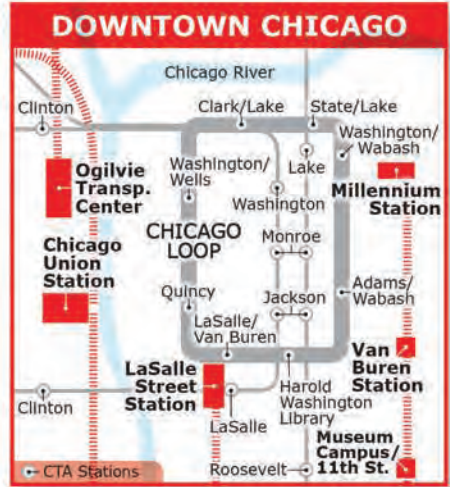 DOWNTOWN CHICAGO
Chicago River
Clinton
Clark/Lake
State/Lake
Washington/
Wabash
Ogilvie
Transp.
Center
Washington/
Wells
Lake
Millennium
Station
Washington
CHICAGO
LOOP
Monroe
Chicago
Union
Station
Quincy
Jackson
Adams/
Wabash
LaSalle/
Van Buren
Van
Buren
Station
LaSalle
Street
Station
Clinton
LaSalle
Harold
Washington
Library
Museum
Campus/
11th St.
CTA Stations
Roosevelt